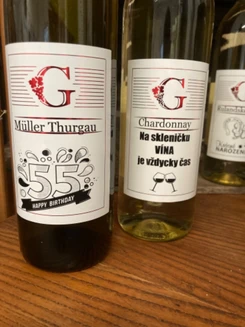 G
Müller Thurgau
55
HAPPY BIRTHDAY
G
Chardonnay
Na skleničku
VÍNA
je vždycky čas